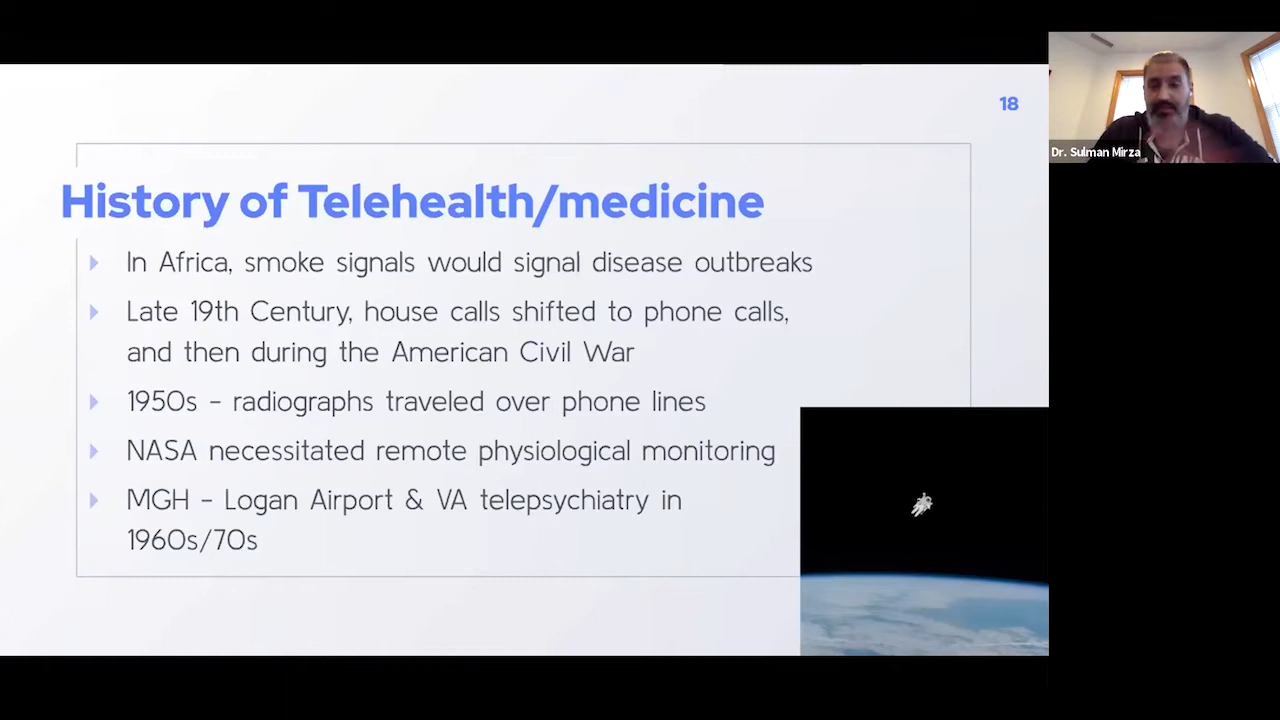 18
Dr. Sulman Mirza
History of Telehealth/medicine
In Africa, smoke signals would signal disease outbreaks
Late 19th Century, house calls shifted to phone calls,
and then during the American Civil War
1950s - radiographs traveled over phone lines
NASA necessitated remote physiological monitoring
MGH - Logan Airport & VA telepsychiatry in
1960s/70s